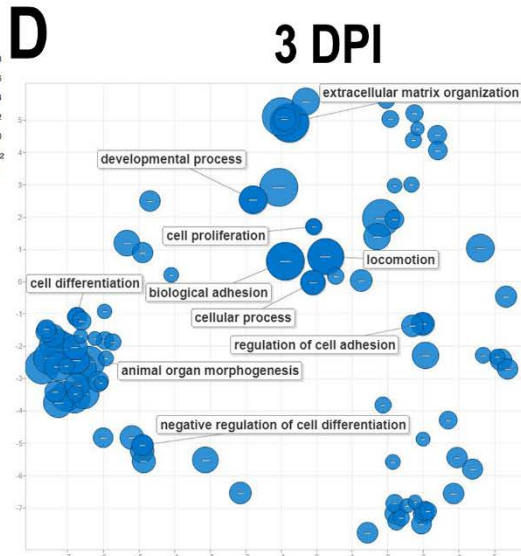 D
3 DPI
extracellular matrix organization
developmental process
cell proliferation
locomotion
cell differentiation
biological adhesion
cellular process
regulation of cell adhesion
animal organ morphogenesis
negative regulation of cell differentiation
5
4
3
2
1
0
-1
-2
-3
-4
-5
-6
-7